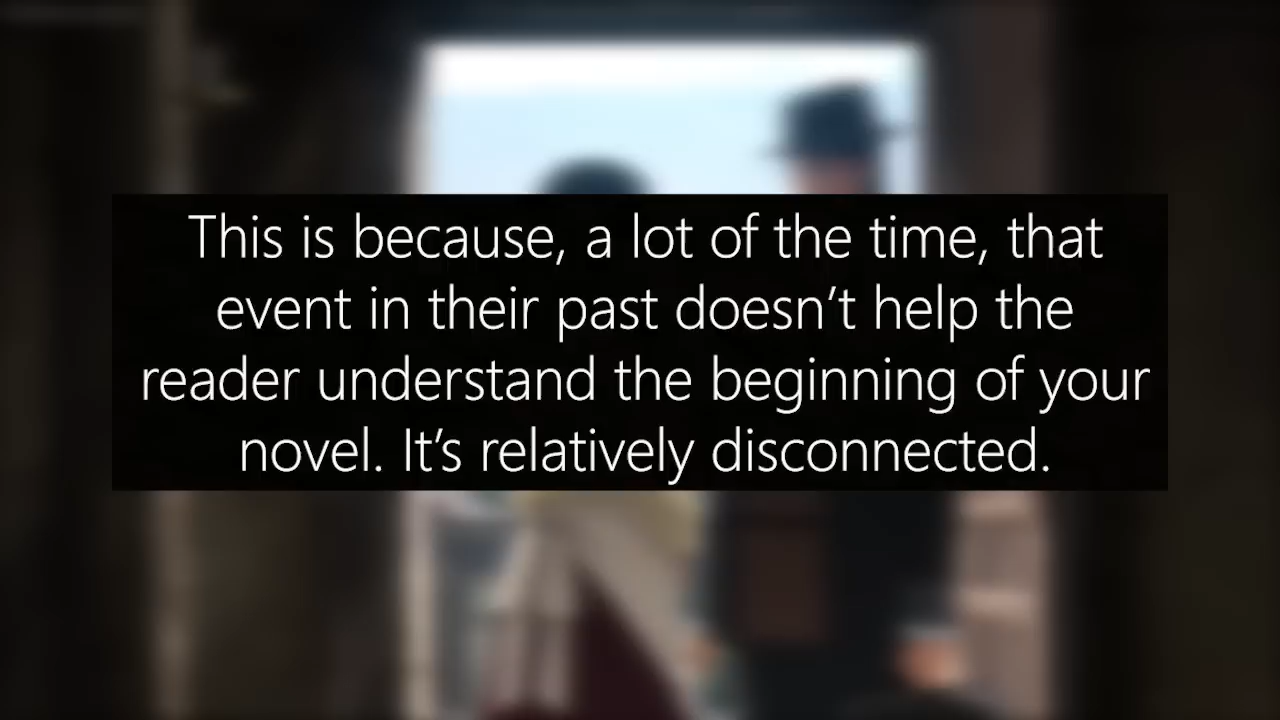 This is because, a lot of the time, that
event in their past doesn’t help the
reader understand the beginning of your
novel. It’s relatively disconnected.